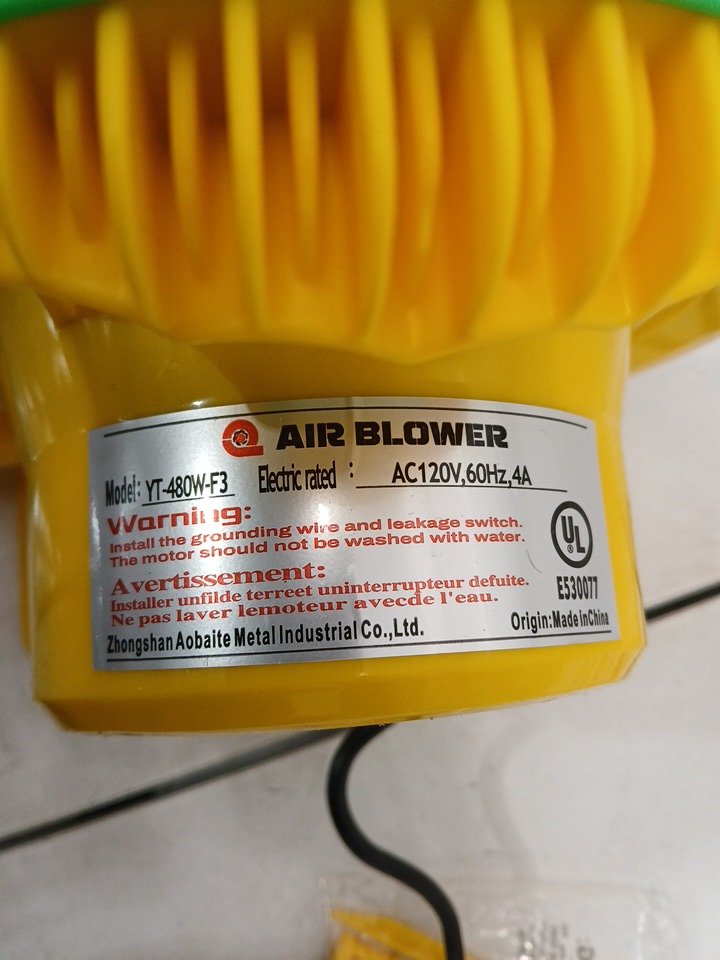 AIR BLOWER
Model: YT-480W-F3 Electric rated : AC120V,60Hz,4A
Warning:
Install the grounding wire and leakage switch.
The motor should not be washed with water.
UL
®
Avertissement:
Installer unfilde terreet uninterrupteur defuite.
Ne pas laver lemoteur avecde l'eau.
E530077
Zhongshan Aobaite Metal Industrial Co.,Ltd.
Origin:Made In China